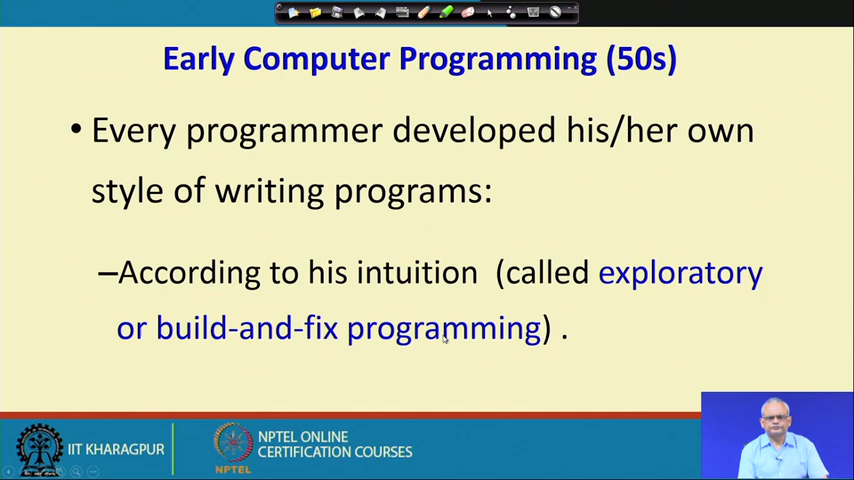 Early Computer Programming (50s)
• Every programmer developed his/her own
style of writing programs:
–According to his intuition (called exploratory
or build-and-fix programming) .
IIT KHARAGPUR
NPTEL
NPTEL ONLINE
CERTIFICATION COURSES